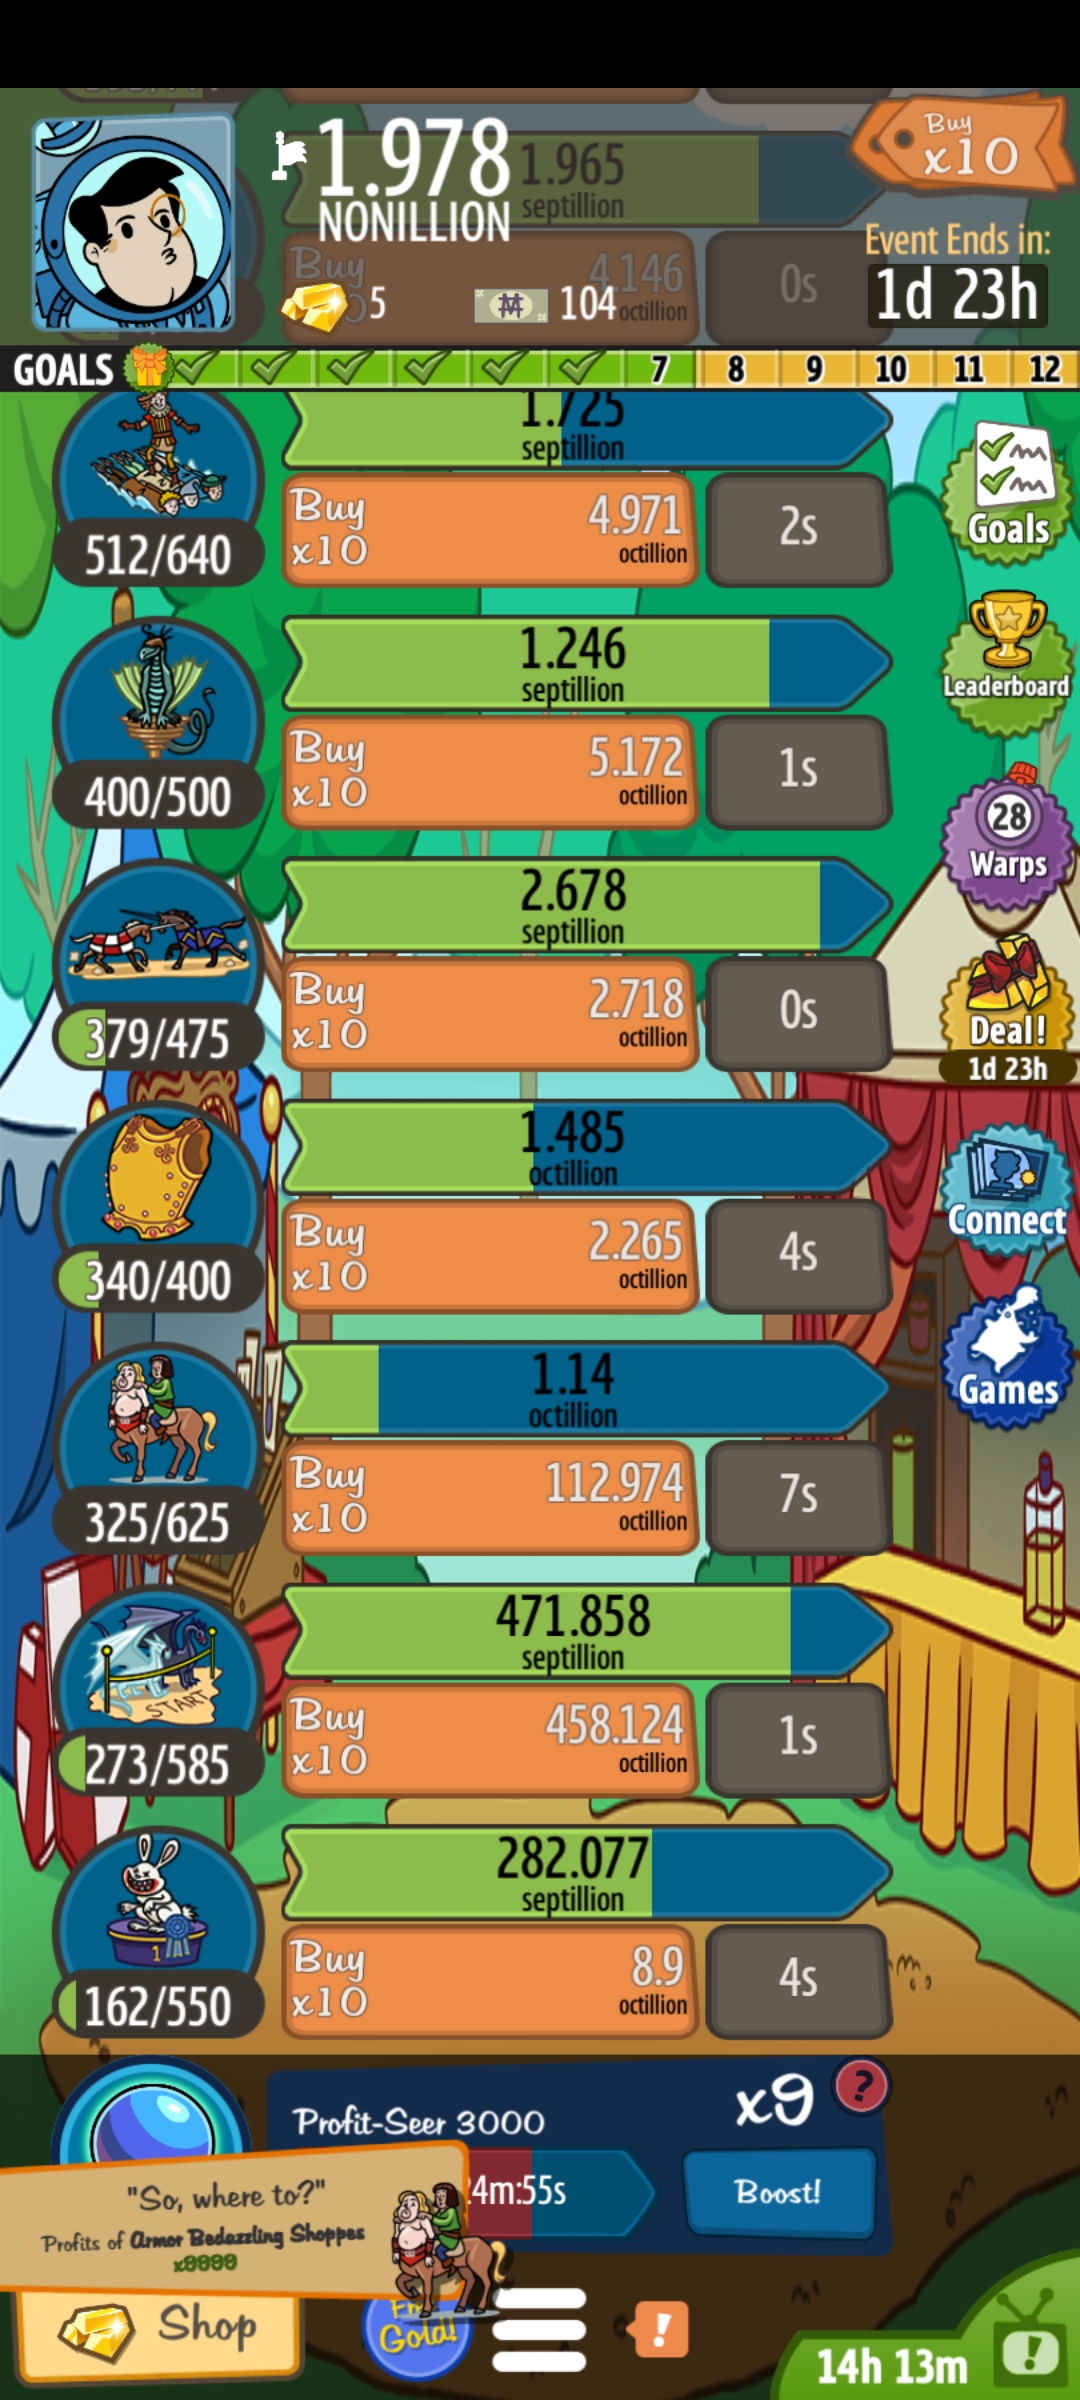 Buy
x10
1.978
NONILLION
1.965
septillion
Event Ends in:
1d 23h
Buy
4.146
octillion
0s
5
104
GOALS 7 8 9 10 11 12
1.725
septillion
Buy
x10
4.971
octillion
2s
512/640
Goals
1.246
septillion
Leaderboard
Buy
x10
5.172
octillion
1s
400/500
28
Warps
2.678
septillion
Buy
x10
2.718
octillion
0s
379/475
Deal!
1d 23h
1.485
octillion
Buy
x10
2.265
octillion
4s
340/400
Connect
1.14
octillion
Games
Buy
x10
112.974
octillion
7s
325/625
471.858
septillion
START
Buy
x10
458.124
octillion
1s
273/585
282.077
septillion
1
Buy
x10
8.9
octillion
4s
162/550
Profit-Seer 3000
x9
?
4m:55s
Boost!
"So, where to?"
Profits of Armor Bedazzling Shoppes
x9999
Shop
Free
Gold!
!
14h 13m
!